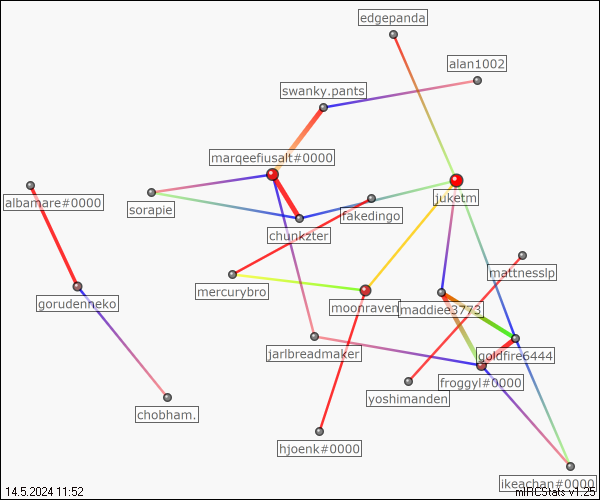 edgepanda
alan1002
swanky.pants
marqeefiusalt#0000
albamare#0000
sorapie
juketm
fakedingo
chunkzter
mattnesslp
mercurybro
gorudenneko
moonraven
maddiee3773
jarlbreadmaker
goldfire6444
froggyl#0000
yoshimanden
chobham.
hjoenk#0000
ikeachan#0000
14.5.2024 11:52
mIRCStats v1.25